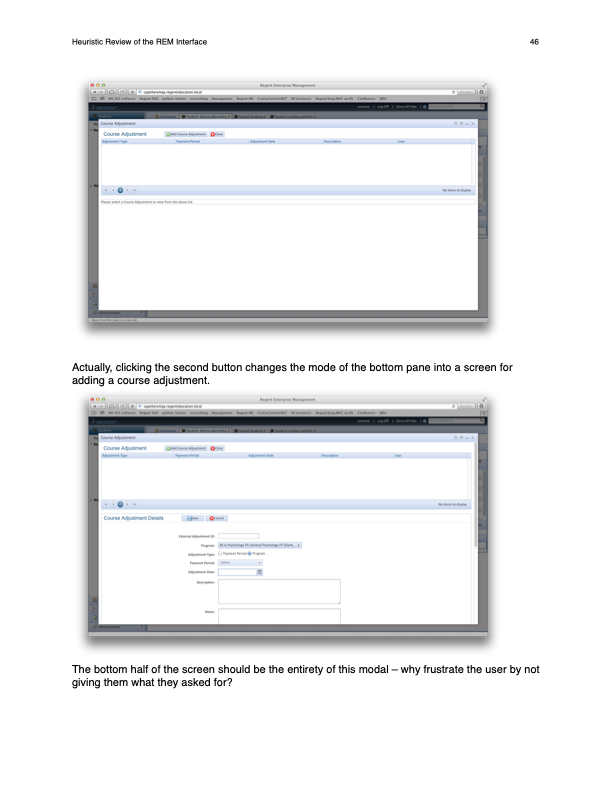 Heuristic Review of the REM Interface 46
Regent Enterprise Management
Course Adjustment
Course Adjustment Add Course Adjustment Close
Adjustment Type Payment Period Adjustment Date Description User
No items to display
Please select a Course Adjustment to view from the above list.
Actually, clicking the second button changes the mode of the bottom pane into a screen for
adding a course adjustment.
Regent Enterprise Management
Course Adjustment
Course Adjustment Add Course Adjustment Close
Adjustment Type Payment Period Adjustment Date Description User
No items to display
Course Adjustment Details Save Cancel
External Adjustment ID:
Program:
Adjustment Type: Payment Period Program
Payment Period:
Adjustment Date:
Description:
Notes:
The bottom half of the screen should be the entirety of this modal – why frustrate the user by not
giving them what they asked for?